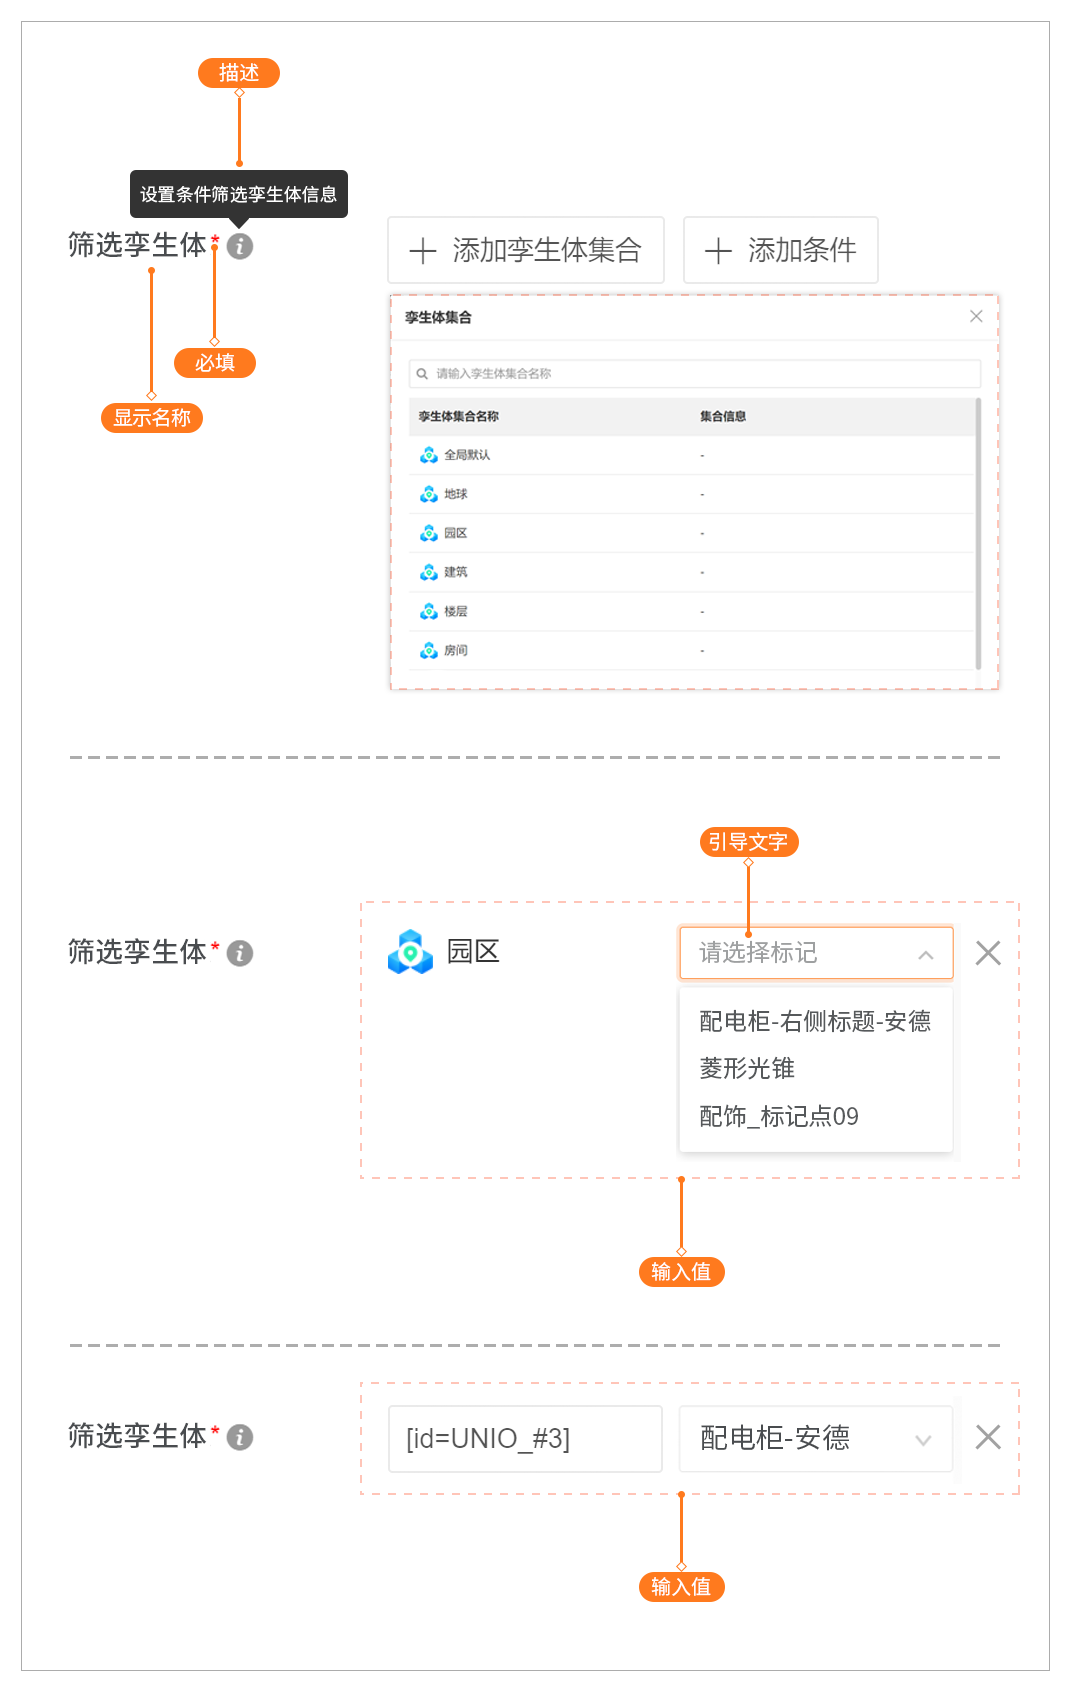 描述
设置条件筛选孪生体信息
筛选孪生体*
添加孪生体集合
添加条件
必填
显示名称
孪生体集合
请输入孪生体集合名称
孪生体集合名称 集合信息
全局默认 -
地球 -
园区 -
建筑 -
楼层 -
房间 -
引导文字
筛选孪生体*
园区
请选择标记
配电柜-右侧标题-安德
菱形光锥
配饰_标记点09
输入值
筛选孪生体*
[id=UNIO_#3]
配电柜-安德
输入值